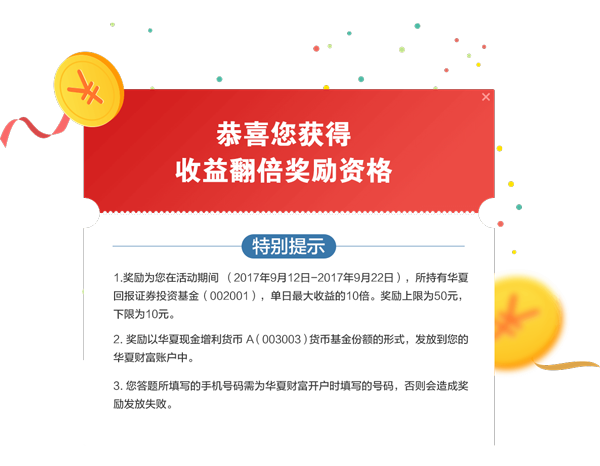 恭喜您获得
收益翻倍奖励资格
特别提示
1.奖励为您在活动期间 （2017年9月12日-2017年9月22日），所持有华夏
回报证券投资基金（002001），单日最大收益的10倍。奖励上限为50元，
下限为10元。
2. 奖励以华夏现金增利货币 A（003003）货币基金份额的形式，发放到您的
华夏财富账户中。
3. 您答题所填写的手机号码需为华夏财富开户时填写的号码，否则会造成奖
励发放失败。